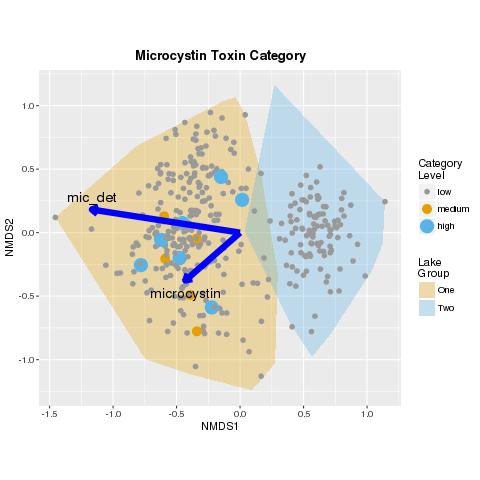 Microcystin Toxin Category
1.0
0.5
0.0
-0.5
-1.0
NMDS2
mic_det
microcystin
-1.5 -1.0 -0.5 0.0 0.5 1.0
NMDS1
Category
Level
low
medium
high
Lake
Group
One
Two